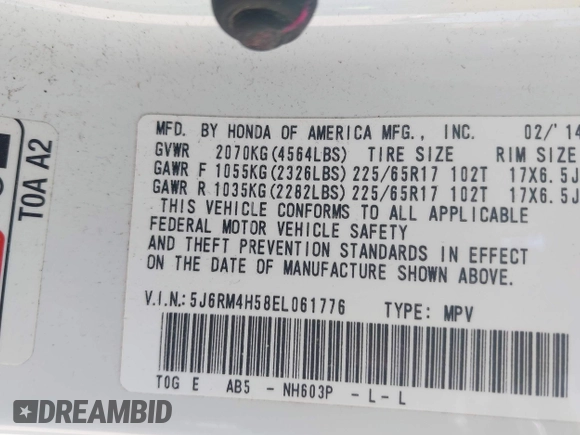 MFD. BY HONDA OF AMERICA MFG., INC. 02/'14
GVWR 2070KG(4564LBS) TIRE SIZE RIM SIZE
GAWR F 1055KG(2326LBS) 225/65R17 102T 17X6.5J
GAWR R 1035KG(2282LBS) 225/65R17 102T 17X6.5J
THIS VEHICLE CONFORMS TO ALL APPLICABLE
FEDERAL MOTOR VEHICLE SAFETY
AND THEFT PREVENTION STANDARDS IN EFFECT
ON THE DATE OF MANUFACTURE SHOWN ABOVE.
V.I.N.:5J6RM4H58EL061776 TYPE: MPV
T0G E AB5 - NH603P - L - L
T0A A2
DREAMBID